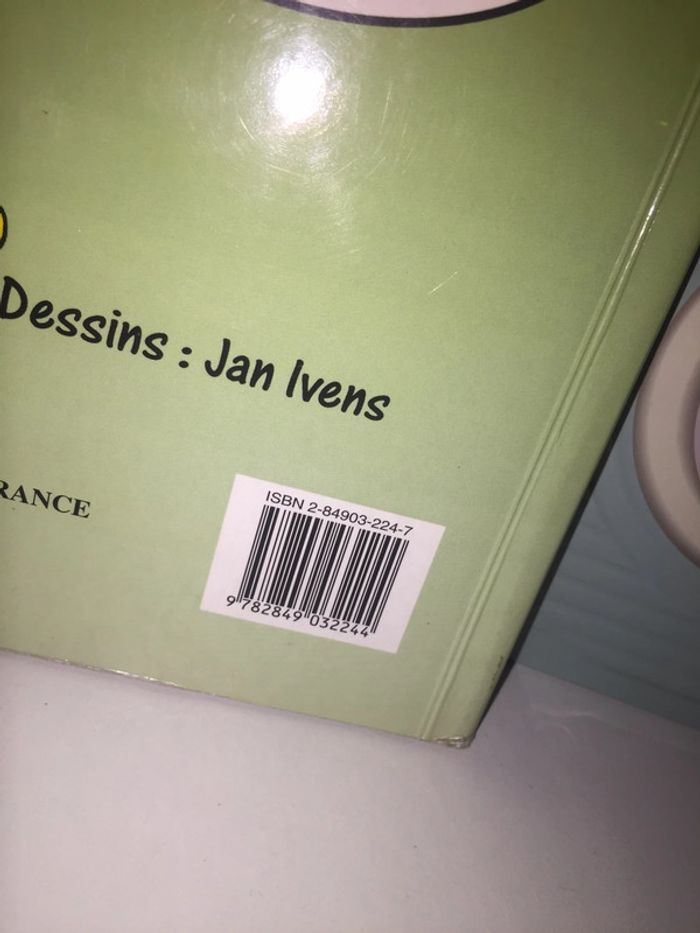 Dessins : Jan Ivens
RANCE
ISBN 2-84903-224-7
9 782849 032244